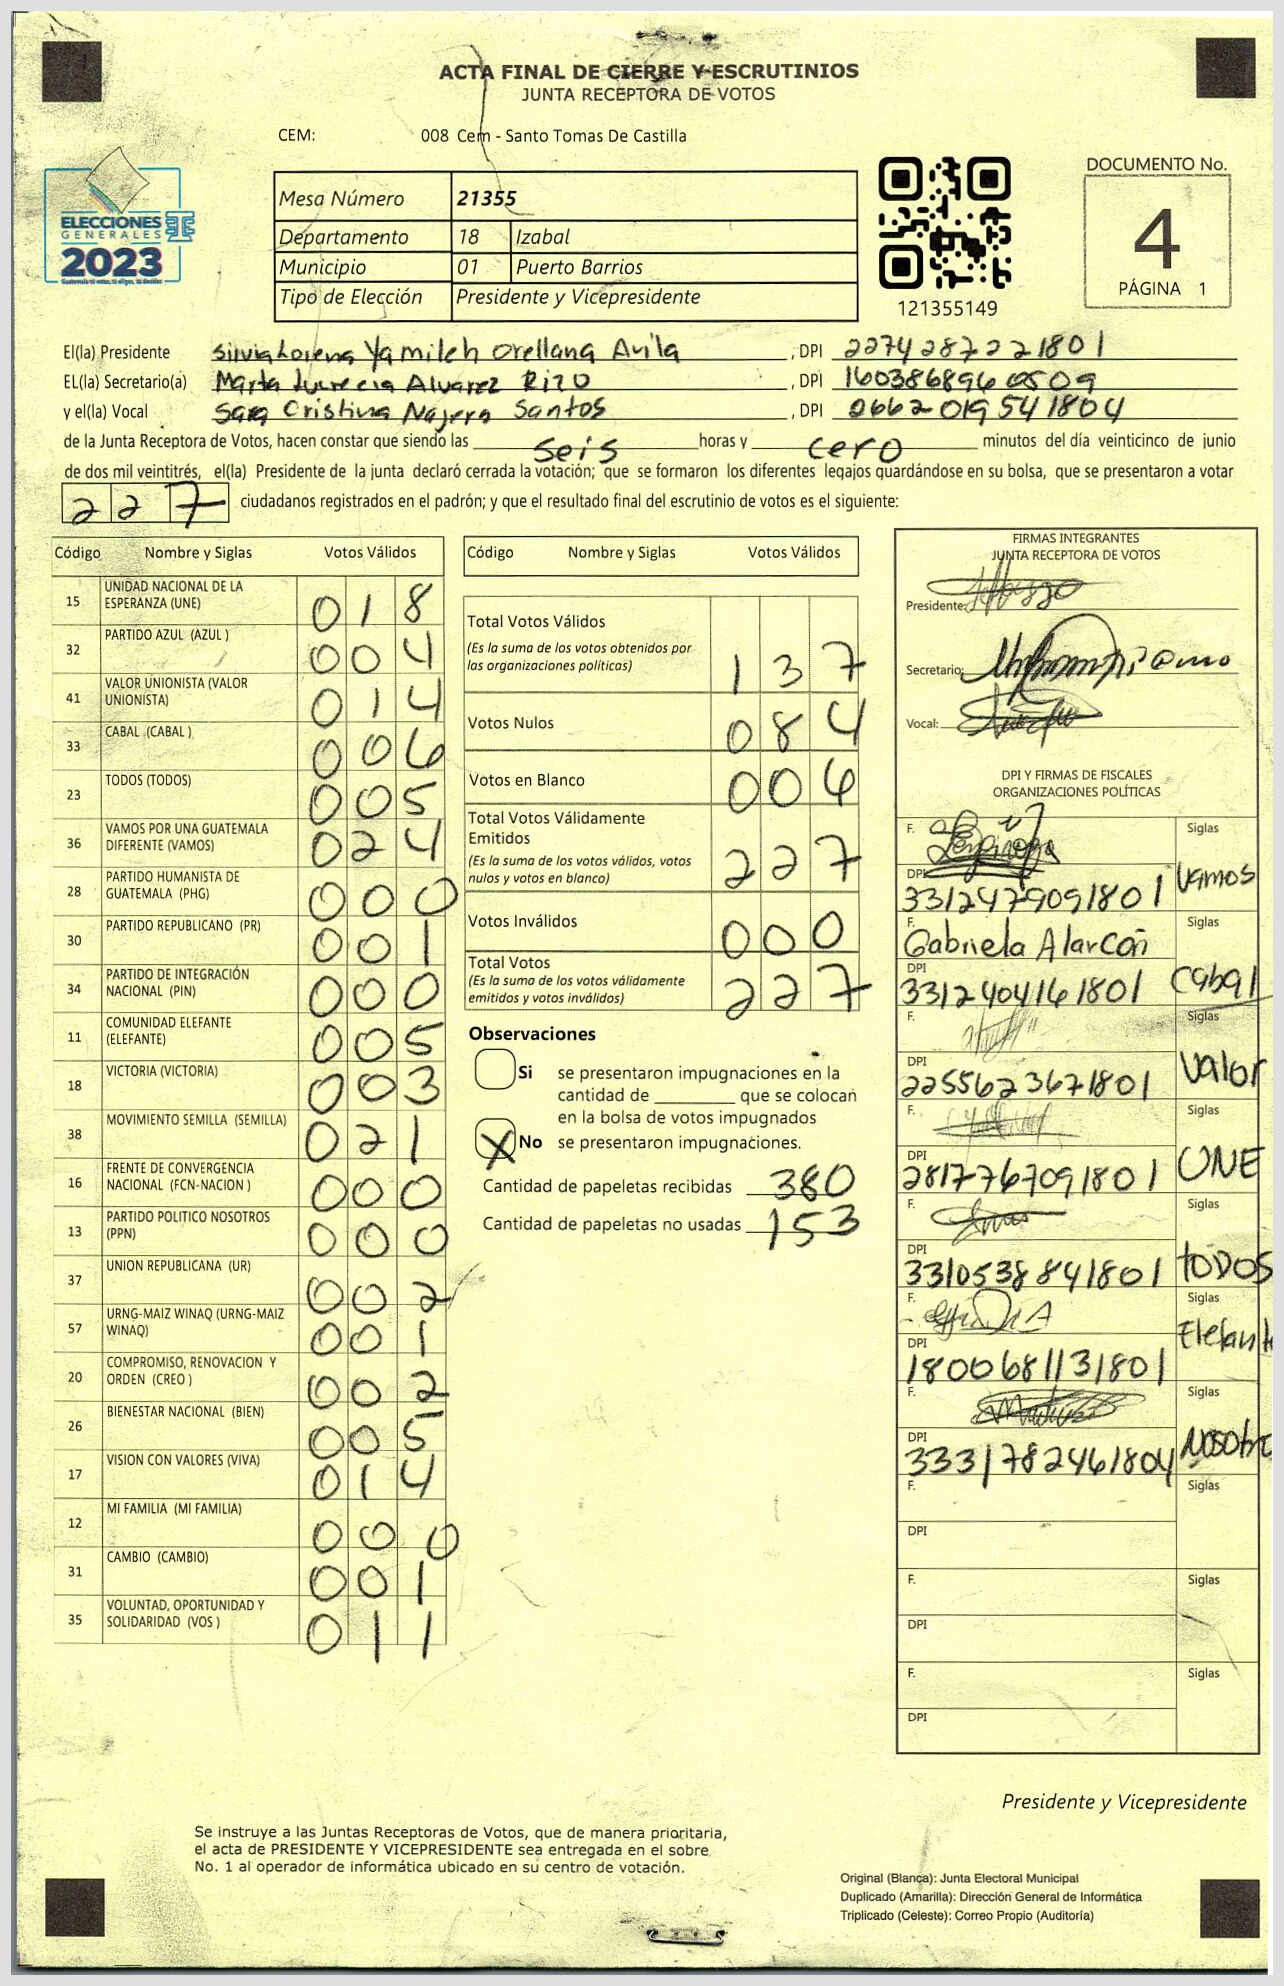 ACTA FINAL DE CIERRE Y ESCRUTINIOS
JUNTA RECEPTORA DE VOTOS
CEM: 008 Cem - Santo Tomas De Castilla
DOCUMENTO No.
4
PÁGINA 1
ELECCIONES
GENERALES
2023
Mesa Número 21355
Departamento 18 Izabal
Municipio 01 Puerto Barrios
Tipo de Elección Presidente y Vicepresidente
121355149
El(la) Presidente Silvia Lorena Yamileh Orellana Avila , DPI 2274287221801
EL(la) Secretario(a) Marta Lucrecia Alvarez Rizo , DPI 1603868960509
y el(la) Vocal Sara Cristina Najera Santos , DPI 2662019541804
de la Junta Receptora de Votos, hacen constar que siendo las seis horas y cero minutos del día veinticinco de junio
de dos mil veintitrés, el(la) Presidente de la junta declaró cerrada la votación; que se formaron los diferentes legajos guardándose en su bolsa, que se presentaron a votar
227 ciudadanos registrados en el padrón; y que el resultado final del escrutinio de votos es el siguiente:
Código Nombre y Siglas Votos Válidos
15 UNIDAD NACIONAL DE LA ESPERANZA (UNE) 018
32 PARTIDO AZUL (AZUL ) 004
41 VALOR UNIONISTA (VALOR UNIONISTA) 014
33 CABAL (CABAL ) 006
23 TODOS (TODOS) 005
36 VAMOS POR UNA GUATEMALA DIFERENTE (VAMOS) 024
28 PARTIDO HUMANISTA DE GUATEMALA (PHG) 000
30 PARTIDO REPUBLICANO (PR) 001
34 PARTIDO DE INTEGRACIÓN NACIONAL (PIN) 000
11 COMUNIDAD ELEFANTE (ELEFANTE) 005
18 VICTORIA (VICTORIA) 003
38 MOVIMIENTO SEMILLA (SEMILLA) 021
16 FRENTE DE CONVERGENCIA NACIONAL (FCN-NACION ) 000
13 PARTIDO POLITICO NOSOTROS (PPN) 000
37 UNION REPUBLICANA (UR) 002
57 URNG-MAIZ WINAQ (URNG-MAIZ WINAQ) 001
20 COMPROMISO, RENOVACION Y ORDEN (CREO ) 002
26 BIENESTAR NACIONAL (BIEN) 005
17 VISION CON VALORES (VIVA) 014
12 MI FAMILIA (MI FAMILIA) 000
31 CAMBIO (CAMBIO) 001
35 VOLUNTAD, OPORTUNIDAD Y SOLIDARIDAD (VOS ) 011
Código Nombre y Siglas Votos Válidos
Total Votos Válidos
(Es la suma de los votos obtenidos por
las organizaciones políticas) 137
Votos Nulos 084
Votos en Blanco 006
Total Votos Válidamente
Emitidos
(Es la suma de los votos válidos, votos
nulos y votos en blanco) 227
Votos Inválidos 000
Total Votos
(Es la suma de los votos válidamente
emitidos y votos inválidos) 227
Observaciones
Si se presentaron impugnaciones en la
cantidad de ________ que se colocan
en la bolsa de votos impugnados
X No se presentaron impugnaciones.
Cantidad de papeletas recibidas 380
Cantidad de papeletas no usadas 153
FIRMAS INTEGRANTES
JUNTA RECEPTORA DE VOTOS
Presidente:
Secretario:
Vocal:
DPI Y FIRMAS DE FISCALES
ORGANIZACIONES POLÍTICAS
F. Siglas
DPI 3312479091801 Vamos
F. Gabriela Alarcón Siglas
DPI 3312404161801 Cabal
F. Siglas
DPI 2255623671801 Valor
F. Siglas
DPI 2817767091801 UNE
F. Siglas
DPI 3310538841801 TODOS
F. Siglas
DPI 1800681131801 Elefant
F. Siglas
DPI 3331782461804 Nosotro
F. Siglas
DPI
F. Siglas
DPI
F. Siglas
DPI
Presidente y Vicepresidente
Se instruye a las Juntas Receptoras de Votos, que de manera prioritaria,
el acta de PRESIDENTE Y VICEPRESIDENTE sea entregada en el sobre
No. 1 al operador de informática ubicado en su centro de votación.
Original (Blanca): Junta Electoral Municipal
Duplicado (Amarilla): Dirección General de Informática
Triplicado (Celeste): Correo Propio (Auditoría)